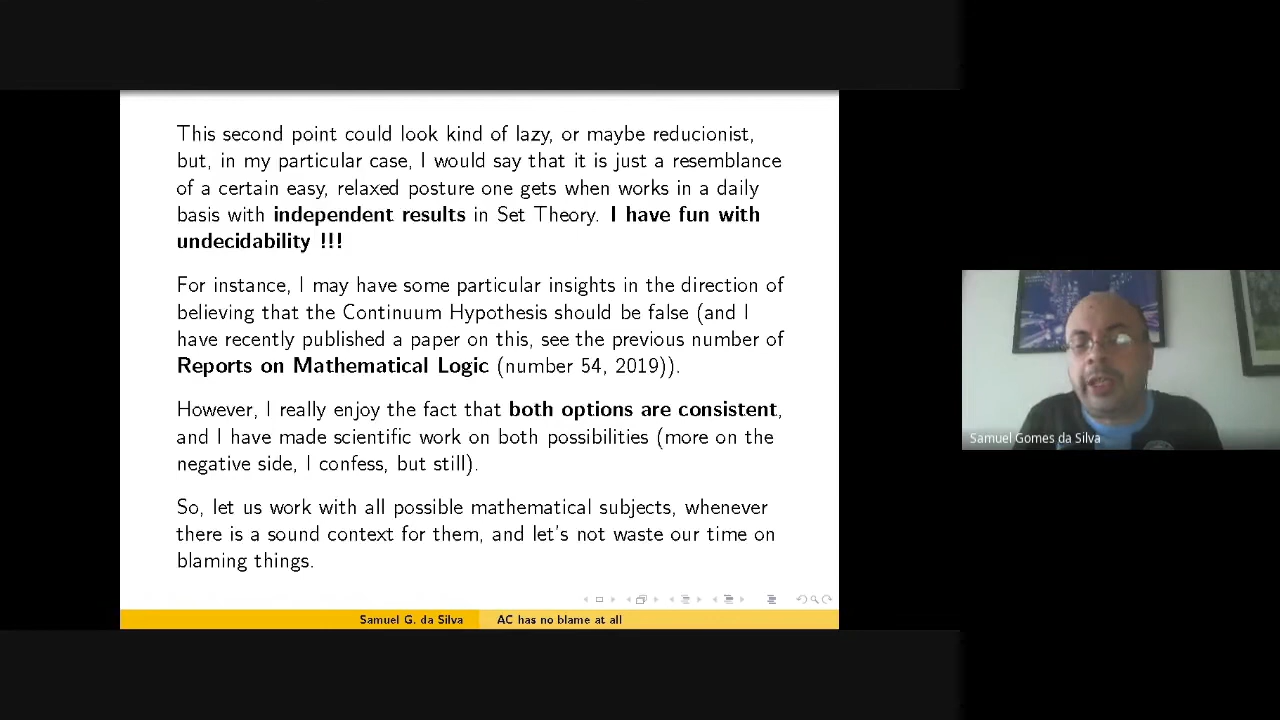 This second point could look kind of lazy, or maybe reducionist,
but, in my particular case, I would say that it is just a resemblance
of a certain easy, relaxed posture one gets when works in a daily
basis with independent results in Set Theory. I have fun with
undecidability !!!
For instance, I may have some particular insights in the direction of
believing that the Continuum Hypothesis should be false (and I
have recently published a paper on this, see the previous number of
Reports on Mathematical Logic (number 54, 2019)).
However, I really enjoy the fact that both options are consistent,
and I have made scientific work on both possibilities (more on the
negative side, I confess, but still).
So, let us work with all possible mathematical subjects, whenever
there is a sound context for them, and let's not waste our time on
blaming things.
Samuel G. da Silva
AC has no blame at all
Samuel Gomes da Silva